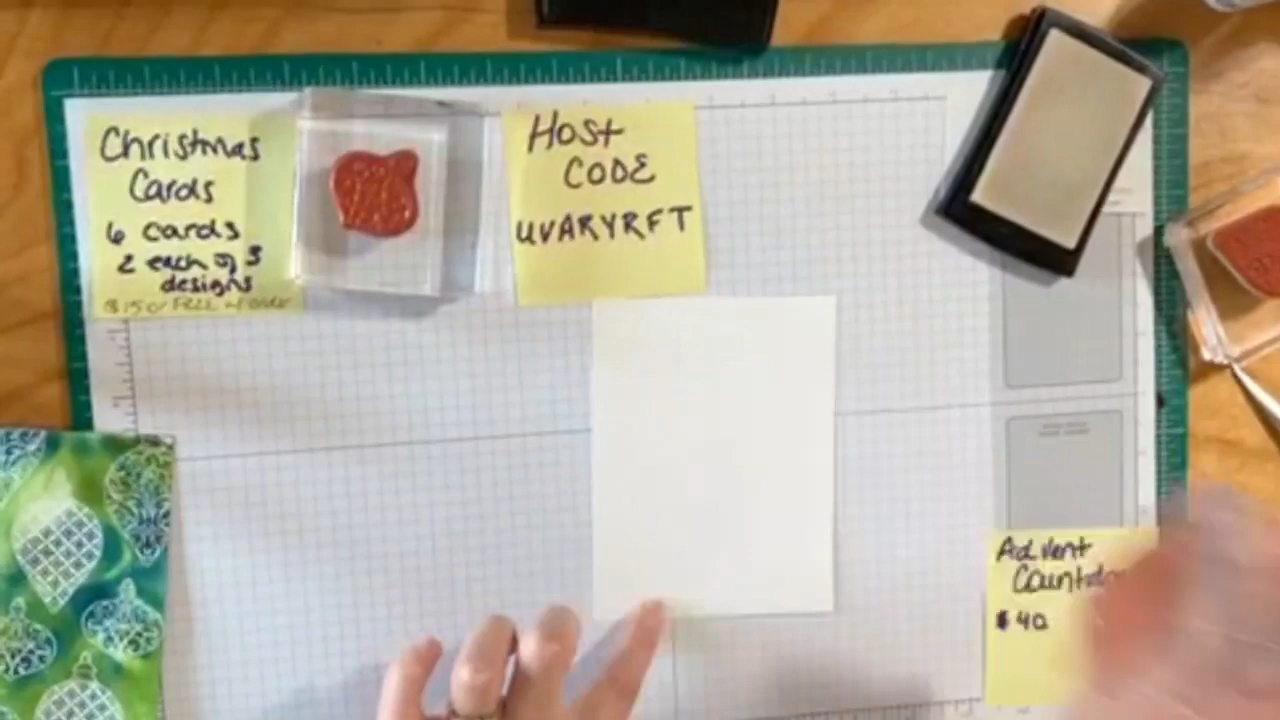 Christmas
Cards
6 cards
2 each of 3
designs
HOST
CODE
UVARYRFT
Advent
$40